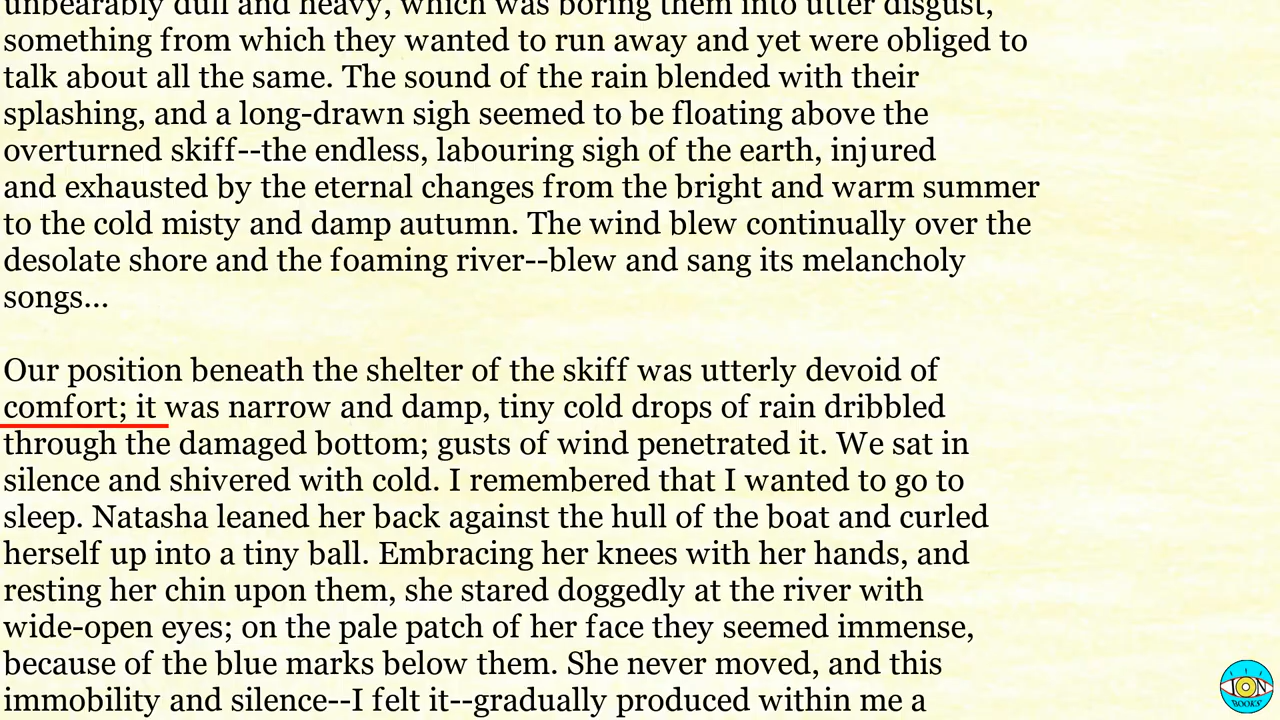 unbearably dull and heavy, which was boring them into utter disgust,
something from which they wanted to run away and yet were obliged to
talk about all the same. The sound of the rain blended with their
splashing, and a long-drawn sigh seemed to be floating above the
overturned skiff--the endless, labouring sigh of the earth, injured
and exhausted by the eternal changes from the bright and warm summer
to the cold misty and damp autumn. The wind blew continually over the
desolate shore and the foaming river--blew and sang its melancholy
songs...
Our position beneath the shelter of the skiff was utterly devoid of
comfort; it was narrow and damp, tiny cold drops of rain dribbled
through the damaged bottom; gusts of wind penetrated it. We sat in
silence and shivered with cold. I remembered that I wanted to go to
sleep. Natasha leaned her back against the hull of the boat and curled
herself up into a tiny ball. Embracing her knees with her hands, and
resting her chin upon them, she stared doggedly at the river with
wide-open eyes; on the pale patch of her face they seemed immense,
because of the blue marks below them. She never moved, and this
immobility and silence--I felt it--gradually produced within me a
ION
BOOKS